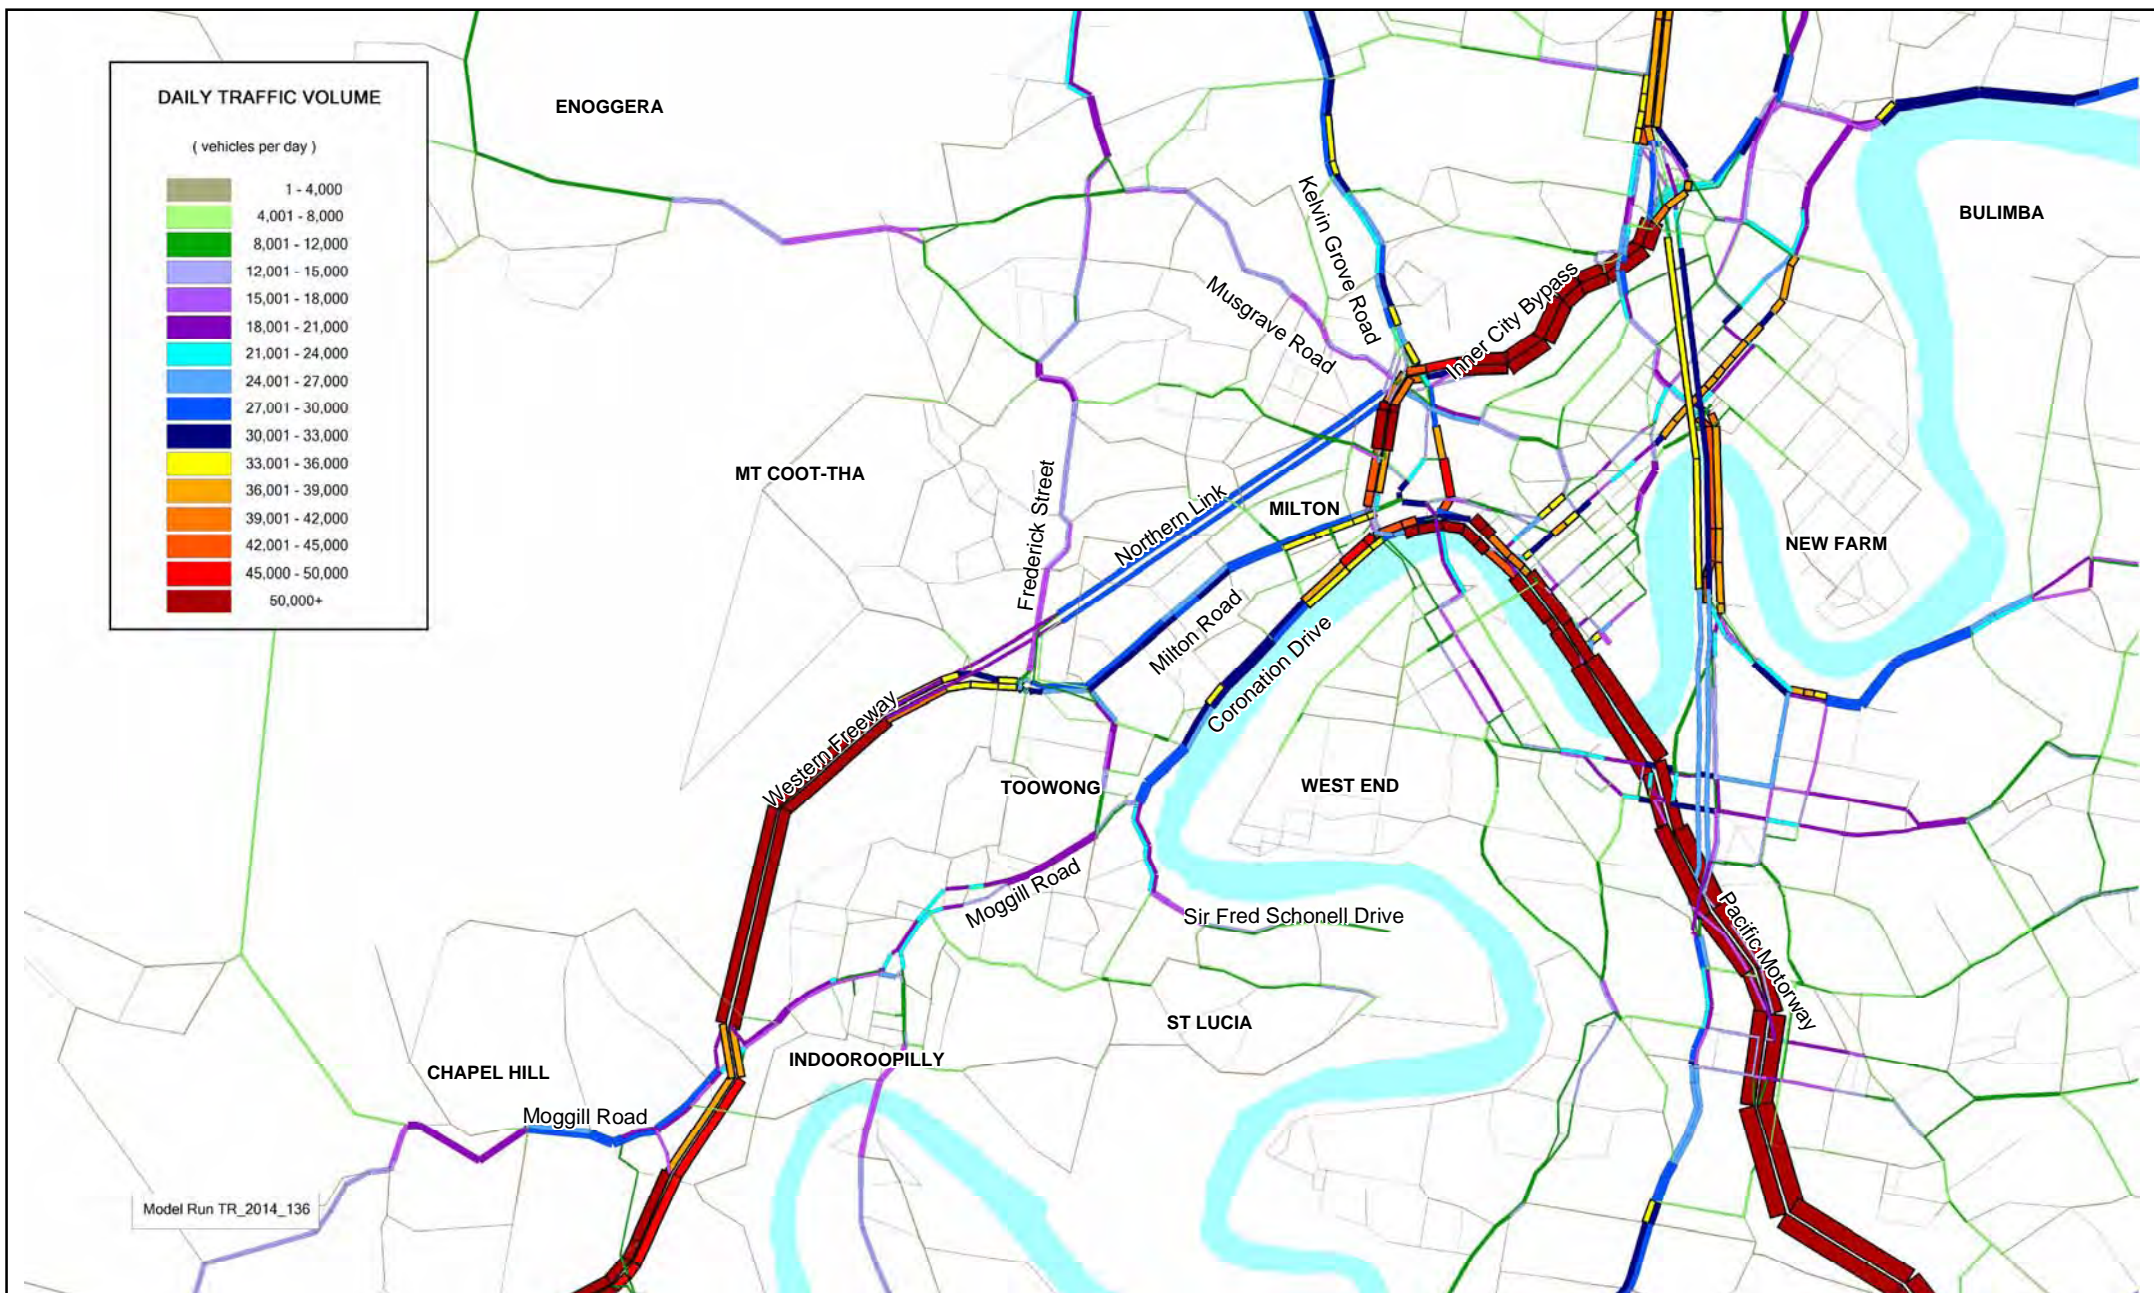 DAILY TRAFFIC VOLUME
( vehicles per day )
1 - 4,000
4,001 - 8,000
8,001 - 12,000
12,001 - 15,000
15,001 - 18,000
18,001 - 21,000
21,001 - 24,000
24,001 - 27,000
27,001 - 30,000
30,001 - 33,000
33,001 - 36,000
36,001 - 39,000
39,001 - 42,000
42,001 - 45,000
45,000 - 50,000
50,000+
ENOGGERA
BULIMBA
Kelvin Grove Road
Musgrave Road
Inner City Bypass
MT COOT-THA
Frederick Street
Northern Link
MILTON
NEW FARM
Milton Road
Coronation Drive
Western Freeway
TOOWONG
WEST END
Moggill Road
Sir Fred Schonell Drive
Pacific Motorway
ST LUCIA
INDOOROOPILLY
CHAPEL HILL
Moggill Road
Model Run TR_2014_136